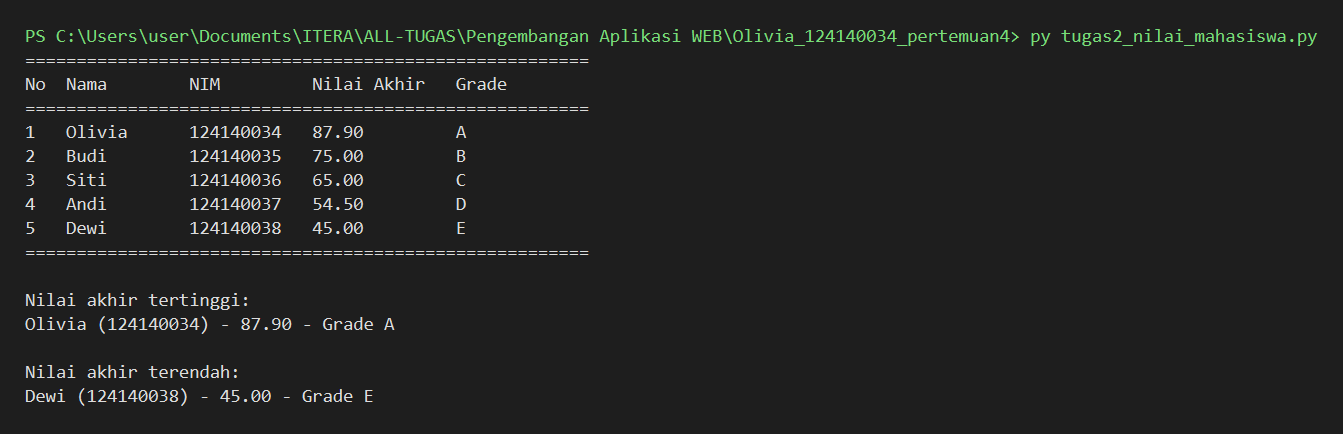 PS C:\Users\user\Documents\ITERA\ALL-TUGAS\Pengembangan Aplikasi WEB\Olivia_124140034_pertemuan4> py tugas2_nilai_mahasiswa.py
=======================================================
No  Nama        NIM         Nilai Akhir   Grade
=======================================================
1   Olivia      124140034   87.90         A
2   Budi        124140035   75.00         B
3   Siti        124140036   65.00         C
4   Andi        124140037   54.50         D
5   Dewi        124140038   45.00         E
=======================================================
Nilai akhir tertinggi:
Olivia (124140034) - 87.90 - Grade A
Nilai akhir terendah:
Dewi (124140038) - 45.00 - Grade E